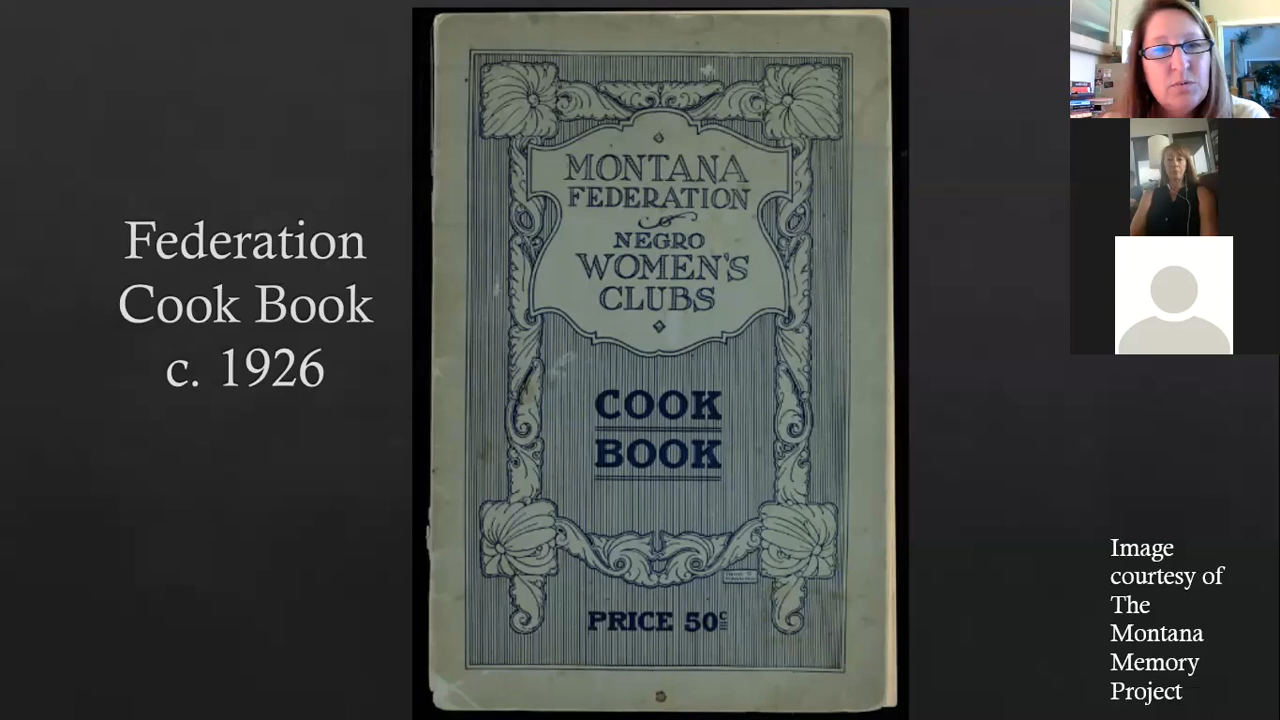 Federation
Cook Book
c. 1926
MONTANA
FEDERATION
of
NEGRO
WOMEN'S
CLUBS
COOK
BOOK
PRICE 50¢
Image
courtesy of
The
Montana
Memory
Project